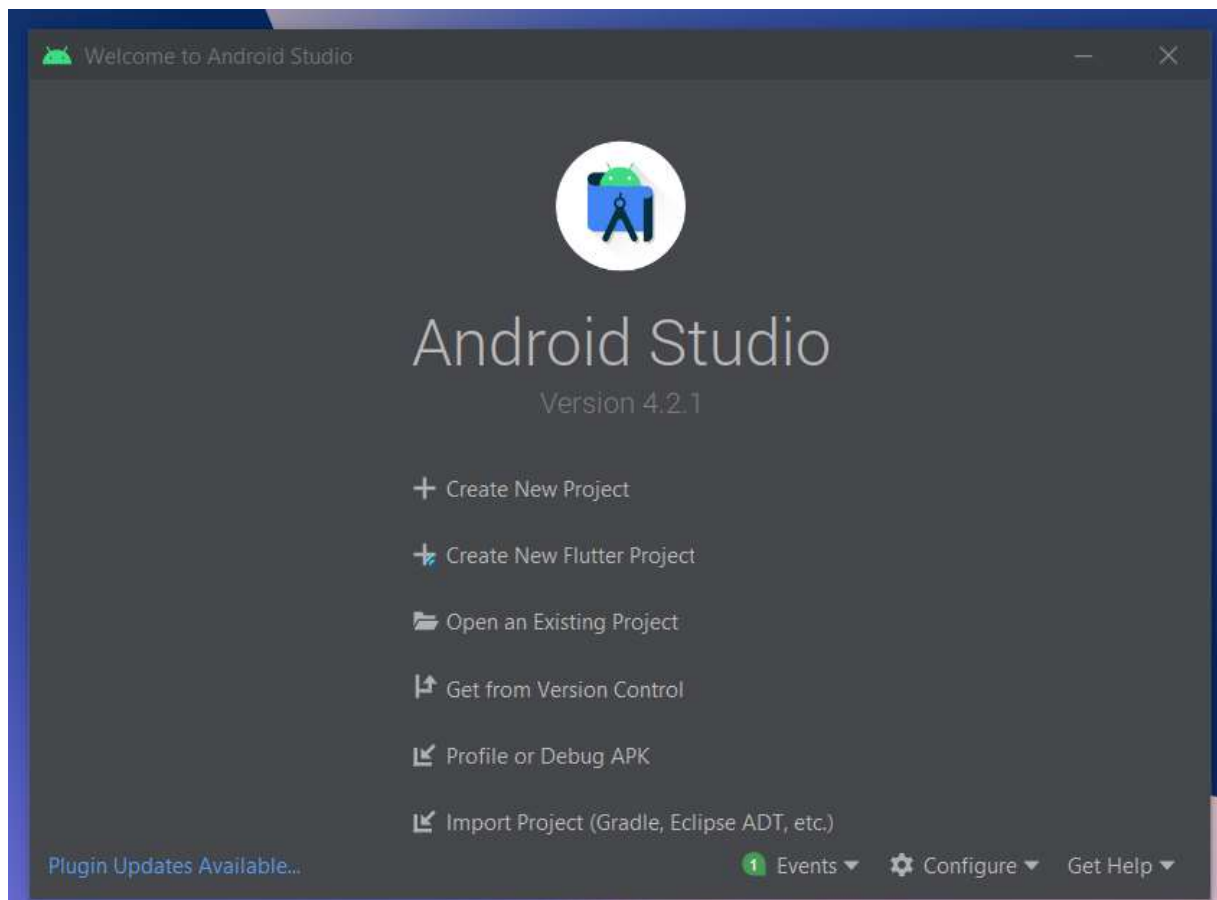 Welcome to Android Studio
Android Studio
Version 4.2.1
Create New Project
Create New Flutter Project
Open an Existing Project
Get from Version Control
Profile or Debug APK
Import Project (Gradle, Eclipse ADT, etc.)
Plugin Updates Available... 1 Events Configure Get Help